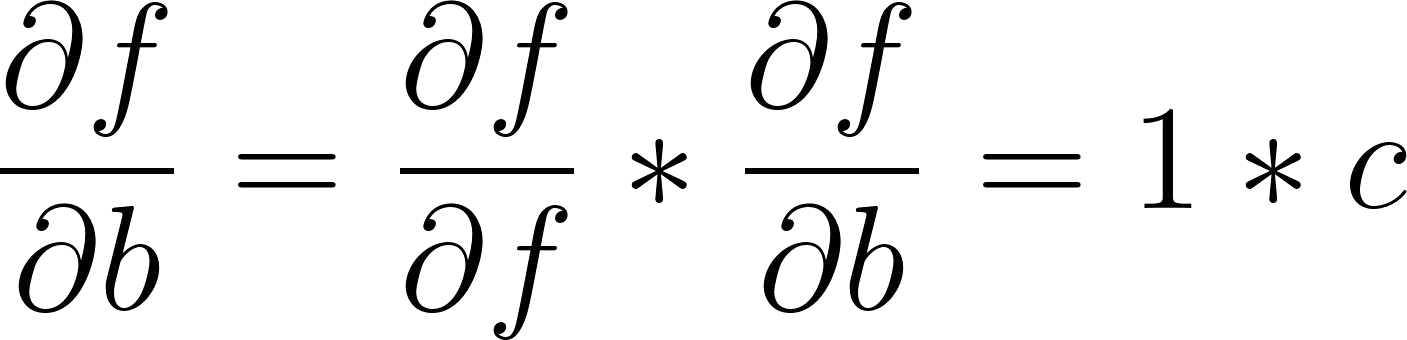 ∂f/∂b = ∂f/∂f * ∂f/∂b = 1 * c